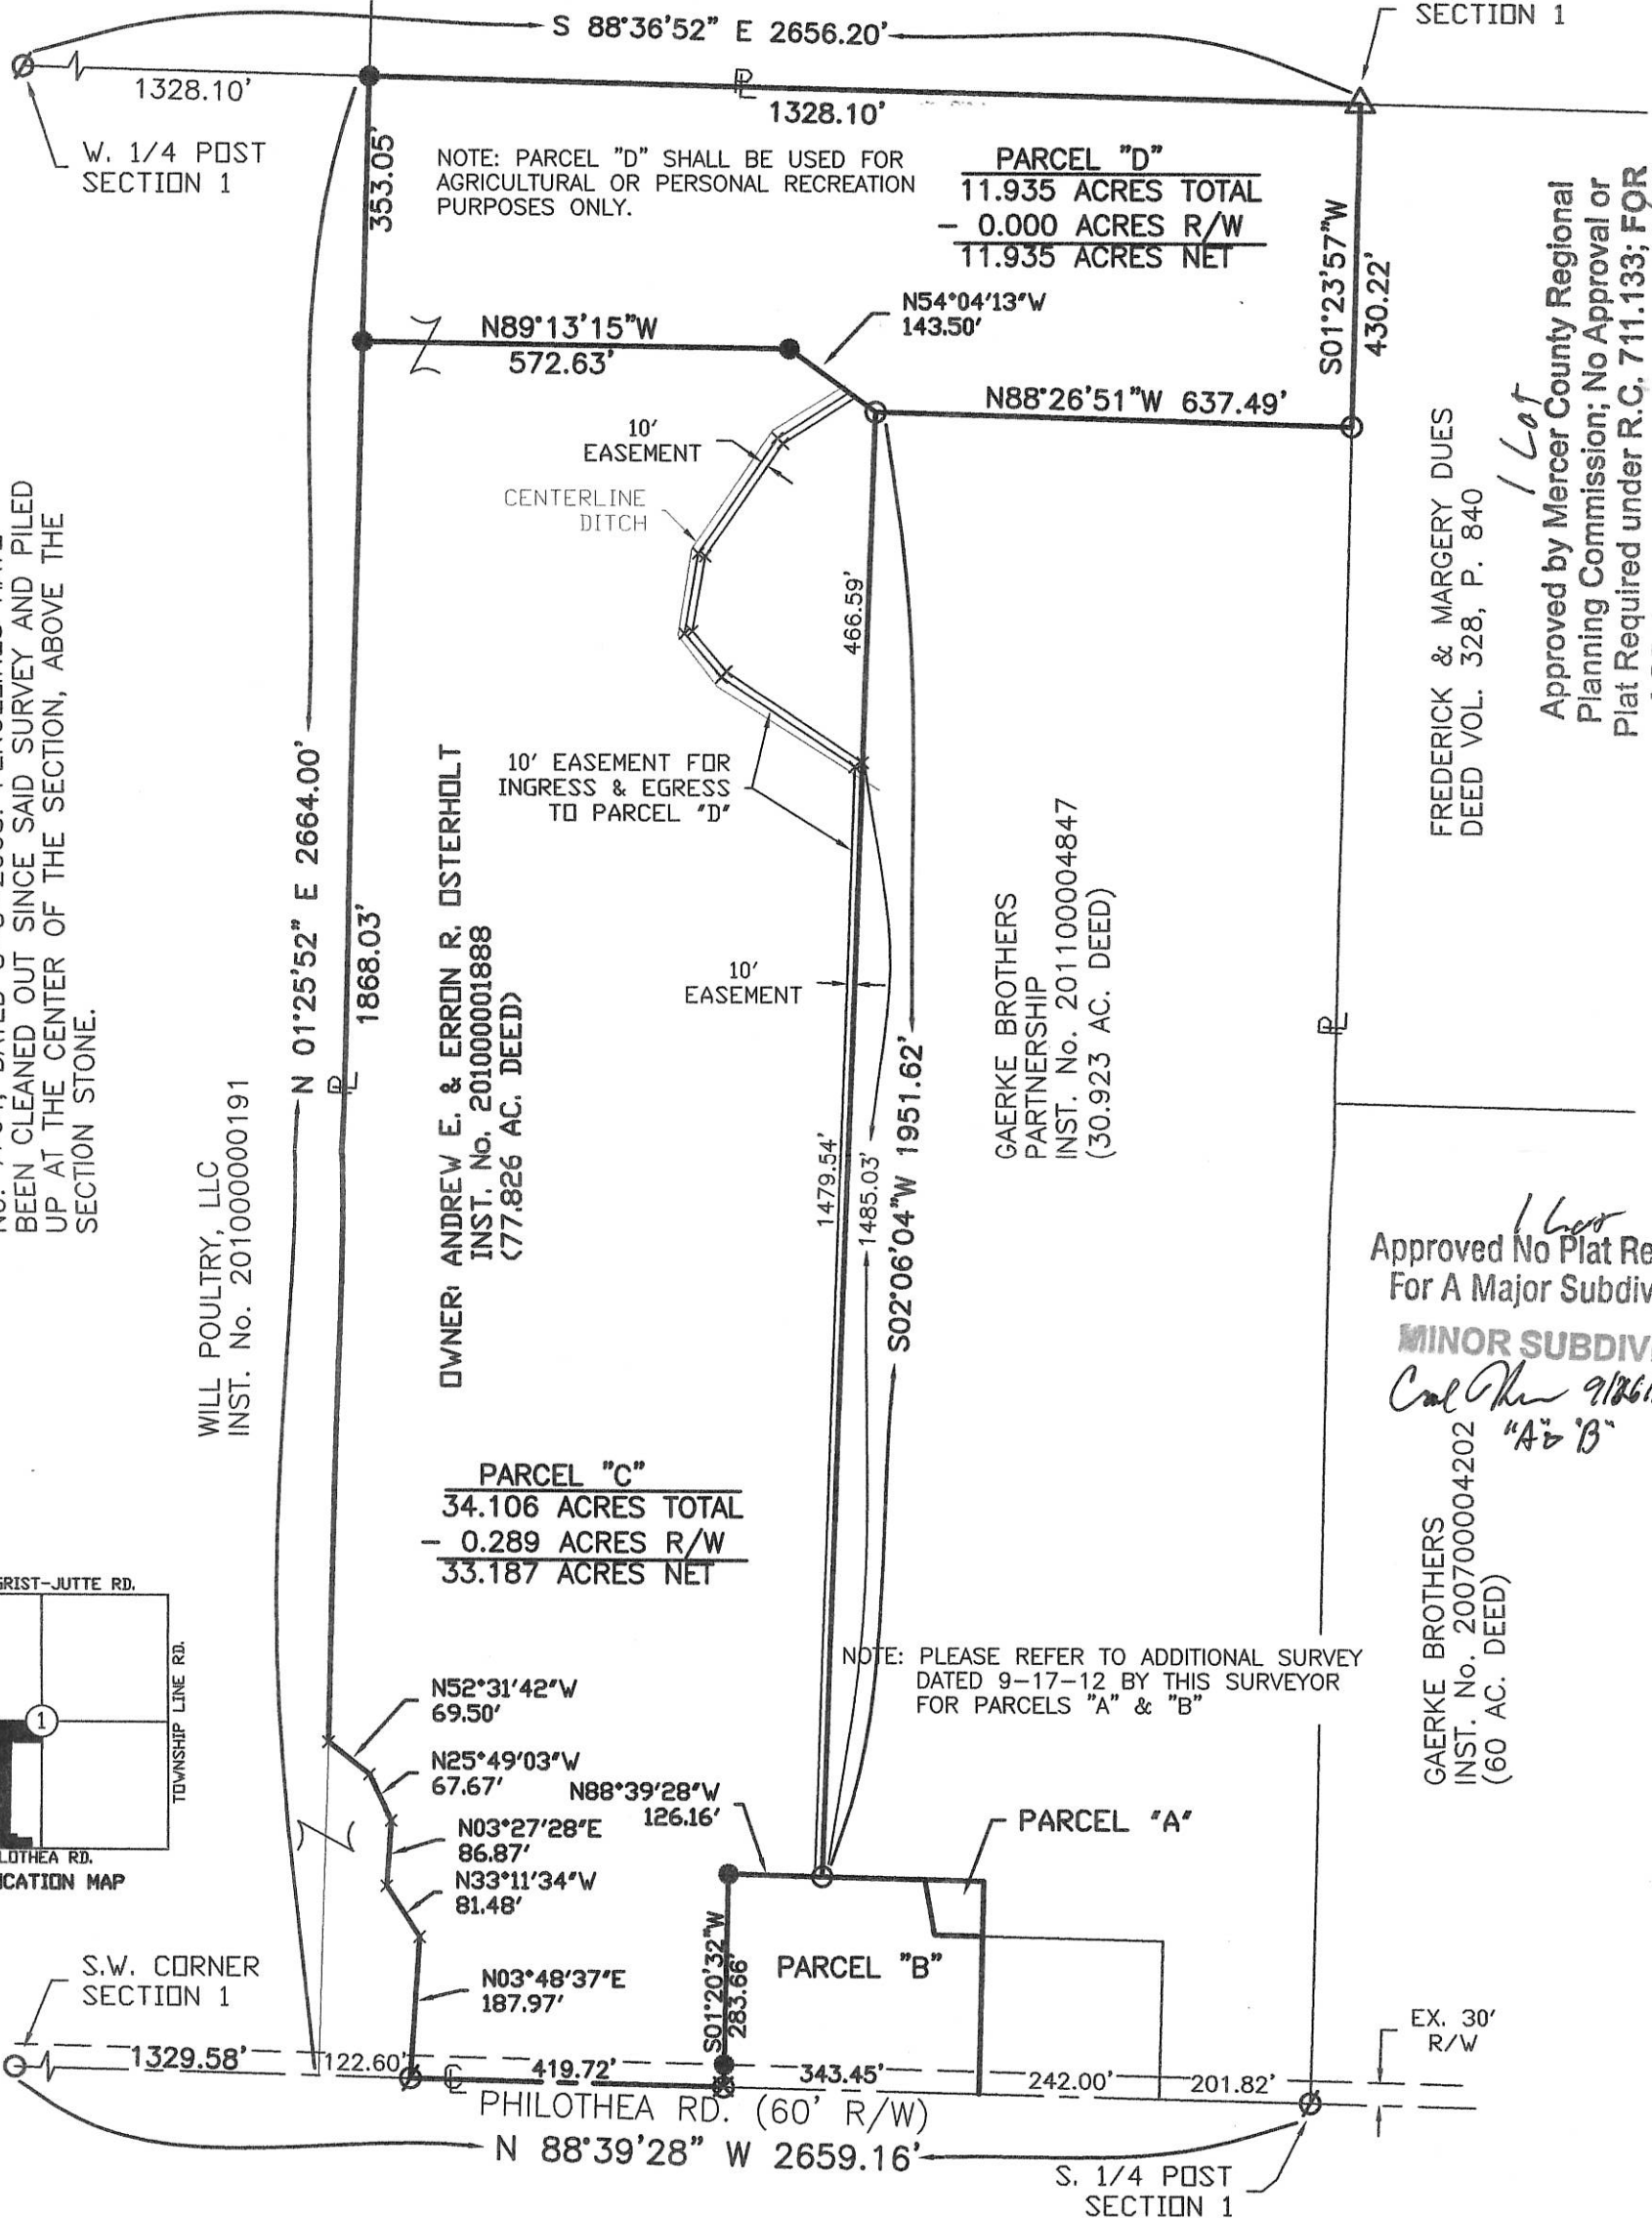 SECTION 1
S 88°36'52" E 2656.20'
1328.10'
1328.10'
W. 1/4 POST
SECTION 1
353.05'
NOTE: PARCEL "D" SHALL BE USED FOR
AGRICULTURAL OR PERSONAL RECREATION
PURPOSES ONLY.
PARCEL "D"
11.935 ACRES TOTAL
- 0.000 ACRES R/W
11.935 ACRES NET
S01°23'57"W
430.22'
N54°04'13"W
143.50'
N89°13'15"W
572.63'
N88°26'51"W 637.49'
1 Lot
Approved by Mercer County Regional
Planning Commission; No Approval or
Plat Required under R.C. 711.133; FOR
FREDERICK & MARGERY DUES
DEED VOL. 328, P. 840
10'
EASEMENT
CENTERLINE
DITCH
466.59'
BEEN CLEANED OUT SINCE SAID SURVEY AND PILED
UP AT THE CENTER OF THE SECTION, ABOVE THE
SECTION STONE.
N 01°25'52" E 2664.00'
PL
1868.03'
10' EASEMENT FOR
INGRESS & EGRESS
TO PARCEL "D"
OWNER: ANDREW E. & ERRON R. OSTERHOLT
INST. No. 201000001888
(77.826 AC. DEED)
10'
EASEMENT
GAERKE BROTHERS
PARTNERSHIP
INST. No. 201100004847
(30.923 AC. DEED)
PL
WILL POULTRY, LLC
INST. No. 201000000191
1479.54'
1485.03'
S02°06'04"W 1951.62'
1 Lot
Approved No Plat Re
For A Major Subdiv
MINOR SUBDIV
"A" & "B"
PARCEL "C"
34.106 ACRES TOTAL
- 0.289 ACRES R/W
33.187 ACRES NET
GAERKE BROTHERS
INST. No. 200700004202
(60 AC. DEED)
GRIST-JUTTE RD.
1
TOWNSHIP LINE RD.
LOTHEA RD.
CATION MAP
NOTE: PLEASE REFER TO ADDITIONAL SURVEY
DATED 9-17-12 BY THIS SURVEYOR
FOR PARCELS "A" & "B"
N52°31'42"W
69.50'
N25°49'03"W
67.67'
N88°39'28"W
126.16'
N03°27'28"E
86.87'
N33°11'34"W
81.48'
PARCEL "A"
PARCEL "B"
S01°20'32"W
283.66'
N03°48'37"E
187.97'
S.W. CORNER
SECTION 1
EX. 30'
R/W
1329.58'
122.60'
419.72'
343.45'
242.00'
201.82'
PHILOTHEA RD. (60' R/W)
N 88°39'28" W 2659.16'
S. 1/4 POST
SECTION 1